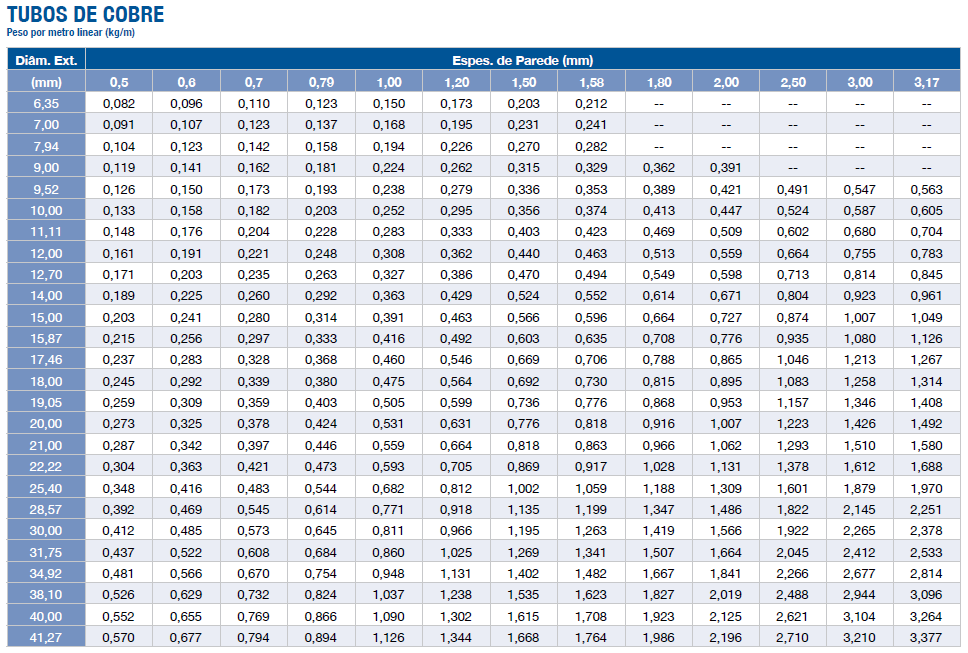 TUBOS DE COBRE
Peso por metro linear (kg/m)
Diâm. Ext. Espes. de Parede (mm)
(mm) 0,5 0,6 0,7 0,79 1,00 1,20 1,50 1,58 1,80 2,00 2,50 3,00 3,17
6,35 0,082 0,096 0,110 0,123 0,150 0,173 0,203 0,212 -- -- -- -- --
7,00 0,091 0,107 0,123 0,137 0,168 0,195 0,231 0,241 -- -- -- -- --
7,94 0,104 0,123 0,142 0,158 0,194 0,226 0,270 0,282 -- -- -- -- --
9,00 0,119 0,141 0,162 0,181 0,224 0,262 0,315 0,329 0,362 0,391 -- -- --
9,52 0,126 0,150 0,173 0,193 0,238 0,279 0,336 0,353 0,389 0,421 0,491 0,547 0,563
10,00 0,133 0,158 0,182 0,203 0,252 0,295 0,356 0,374 0,413 0,447 0,524 0,587 0,605
11,11 0,148 0,176 0,204 0,228 0,283 0,333 0,403 0,423 0,469 0,509 0,602 0,680 0,704
12,00 0,161 0,191 0,221 0,248 0,308 0,362 0,440 0,463 0,513 0,559 0,664 0,755 0,783
12,70 0,171 0,203 0,235 0,263 0,327 0,386 0,470 0,494 0,549 0,598 0,713 0,814 0,845
14,00 0,189 0,225 0,260 0,292 0,363 0,429 0,524 0,552 0,614 0,671 0,804 0,923 0,961
15,00 0,203 0,241 0,280 0,314 0,391 0,463 0,566 0,596 0,664 0,727 0,874 1,007 1,049
15,87 0,215 0,256 0,297 0,333 0,416 0,492 0,603 0,635 0,708 0,776 0,935 1,080 1,126
17,46 0,237 0,283 0,328 0,368 0,460 0,546 0,669 0,706 0,788 0,865 1,046 1,213 1,267
18,00 0,245 0,292 0,339 0,380 0,475 0,564 0,692 0,730 0,815 0,895 1,083 1,258 1,314
19,05 0,259 0,309 0,359 0,403 0,505 0,599 0,736 0,776 0,868 0,953 1,157 1,346 1,408
20,00 0,273 0,325 0,378 0,424 0,531 0,631 0,776 0,818 0,916 1,007 1,223 1,426 1,492
21,00 0,287 0,342 0,397 0,446 0,559 0,664 0,818 0,863 0,966 1,062 1,293 1,510 1,580
22,22 0,304 0,363 0,421 0,473 0,593 0,705 0,869 0,917 1,028 1,131 1,378 1,612 1,688
25,40 0,348 0,416 0,483 0,544 0,682 0,812 1,002 1,059 1,188 1,309 1,601 1,879 1,970
28,57 0,392 0,469 0,545 0,614 0,771 0,918 1,135 1,199 1,347 1,486 1,822 2,145 2,251
30,00 0,412 0,485 0,573 0,645 0,811 0,966 1,195 1,263 1,419 1,566 1,922 2,265 2,378
31,75 0,437 0,522 0,608 0,684 0,860 1,025 1,269 1,341 1,507 1,664 2,045 2,412 2,533
34,92 0,481 0,566 0,670 0,754 0,948 1,131 1,402 1,482 1,667 1,841 2,266 2,677 2,814
38,10 0,526 0,629 0,732 0,824 1,037 1,238 1,535 1,623 1,827 2,019 2,488 2,944 3,096
40,00 0,552 0,655 0,769 0,866 1,090 1,302 1,615 1,708 1,923 2,125 2,621 3,104 3,264
41,27 0,570 0,677 0,794 0,894 1,126 1,344 1,668 1,764 1,986 2,196 2,710 3,210 3,377